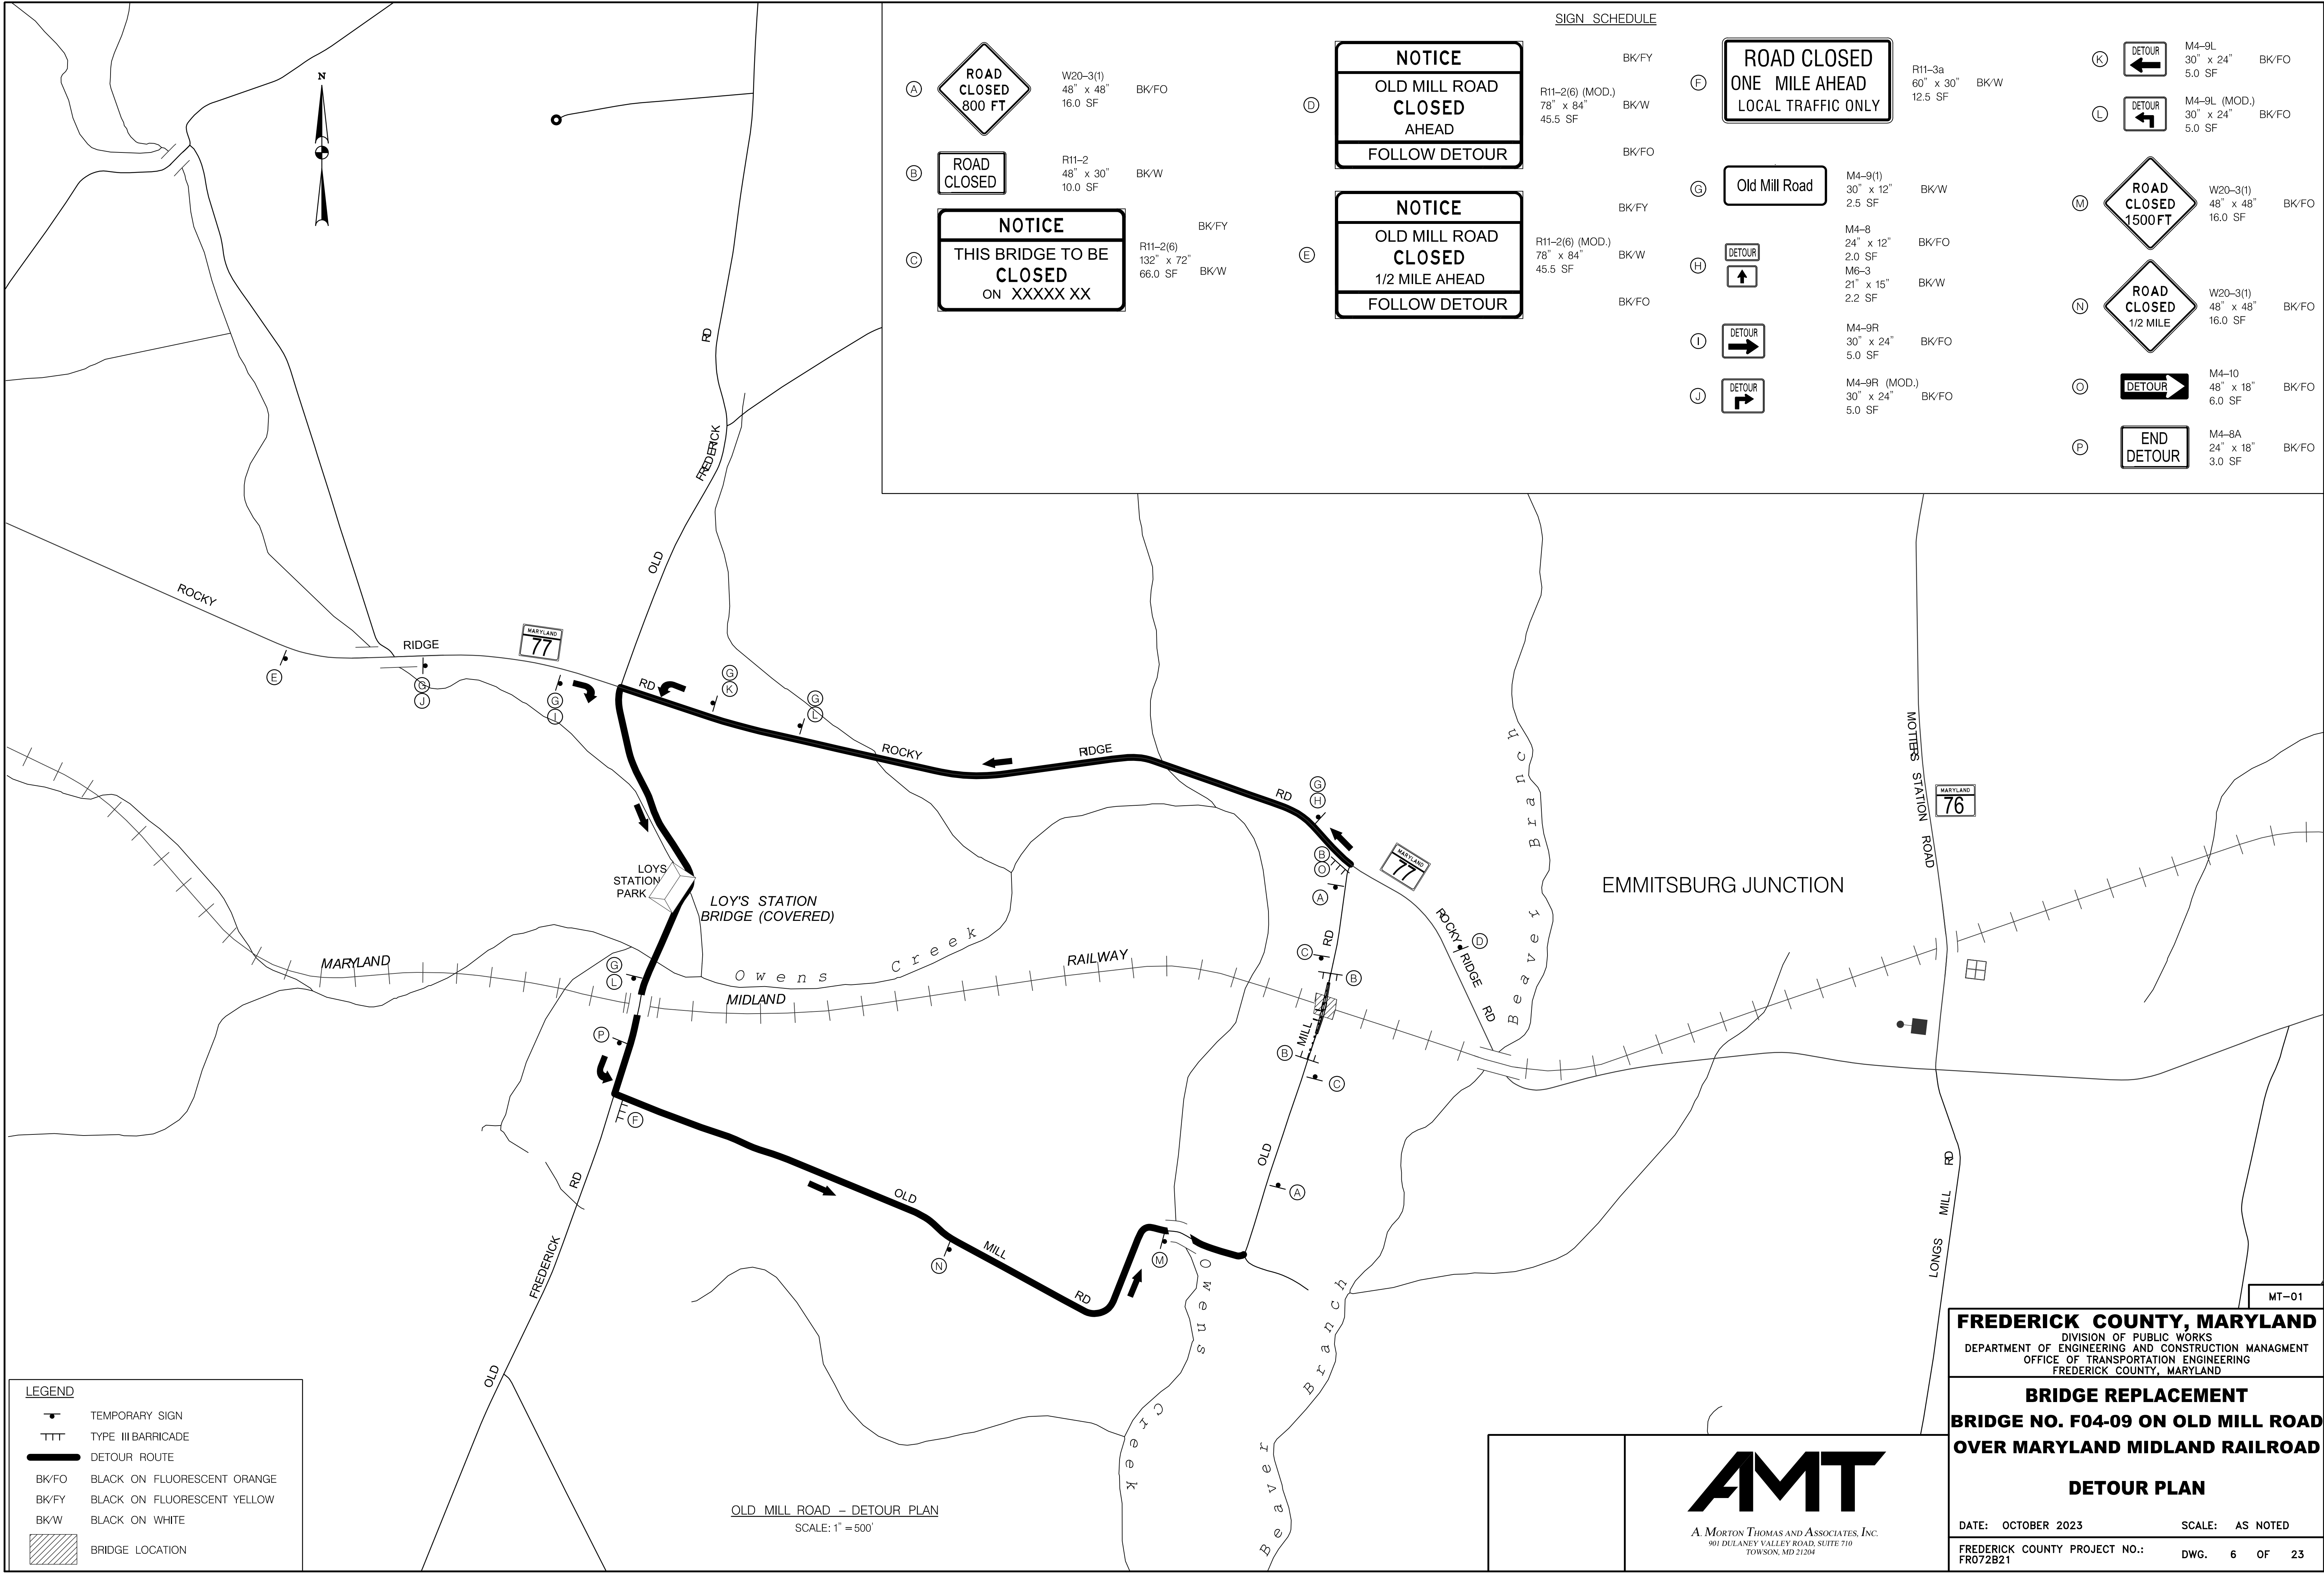 SIGN SCHEDULE
A
ROAD
CLOSED
800 FT
W20-3(1)
48" x 48" BK/FO
16.0 SF
B
ROAD
CLOSED
R11-2
48" x 30" BK/W
10.0 SF
C
NOTICE
THIS BRIDGE TO BE
CLOSED
ON XXXXX XX
BK/FY
R11-2(6)
132" x 72"
66.0 SF BK/W
D
NOTICE
OLD MILL ROAD
CLOSED
AHEAD
FOLLOW DETOUR
BK/FY
R11-2(6) (MOD.)
78" x 84" BK/W
45.5 SF
BK/FO
E
NOTICE
OLD MILL ROAD
CLOSED
1/2 MILE AHEAD
FOLLOW DETOUR
BK/FY
R11-2(6) (MOD.)
78" x 84" BK/W
45.5 SF
BK/FO
F
ROAD CLOSED
ONE MILE AHEAD
LOCAL TRAFFIC ONLY
R11-3a
60" x 30" BK/W
12.5 SF
G
Old Mill Road
M4-9(1)
30" x 12" BK/W
2.5 SF
H
DETOUR
M4-8
24" x 12" BK/FO
2.0 SF
M6-3
21" x 15" BK/W
2.2 SF
I
DETOUR
M4-9R
30" x 24" BK/FO
5.0 SF
J
DETOUR
M4-9R (MOD.)
30" x 24" BK/FO
5.0 SF
K
DETOUR
M4-9L
30" x 24" BK/FO
5.0 SF
L
DETOUR
M4-9L (MOD.)
30" x 24" BK/FO
5.0 SF
M
ROAD
CLOSED
1500 FT
W20-3(1)
48" x 48" BK/FO
16.0 SF
N
ROAD
CLOSED
1/2 MILE
W20-3(1)
48" x 48" BK/FO
16.0 SF
O
DETOUR
M4-10
48" x 18" BK/FO
6.0 SF
P
END
DETOUR
M4-8A
24" x 18" BK/FO
3.0 SF
N
RD
FREDERICK
OLD
ROCKY
RIDGE
MARYLAND
77
RD
E
G
J
G
I
G
K
G
L
ROCKY
RIDGE
RD
G
H
B
O
A
MARYLAND
77
ROCKY RIDGE RD
D
Beaver Branch
MOTTERS STATION ROAD
MARYLAND
76
EMMITSBURG JUNCTION
LOYS
STATION
PARK
LOY'S STATION
BRIDGE (COVERED)
Owens Creek
MARYLAND
MIDLAND
RAILWAY
G
L
P
F
RD
C
B
MILL
B
C
OLD
A
OLD
MILL
RD
N
M
RD
FREDERICK
OLD
Owens Creek
Beaver Branch
LONGS MILL RD
LEGEND
TEMPORARY SIGN
TYPE III BARRICADE
DETOUR ROUTE
BK/FO BLACK ON FLUORESCENT ORANGE
BK/FY BLACK ON FLUORESCENT YELLOW
BK/W BLACK ON WHITE
BRIDGE LOCATION
OLD MILL ROAD - DETOUR PLAN
SCALE: 1" = 500'
AMT
A. MORTON THOMAS AND ASSOCIATES, INC.
901 DULANEY VALLEY ROAD, SUITE 710
TOWSON, MD 21204
MT-01
FREDERICK COUNTY, MARYLAND
DIVISION OF PUBLIC WORKS
DEPARTMENT OF ENGINEERING AND CONSTRUCTION MANAGMENT
OFFICE OF TRANSPORTATION ENGINEERING
FREDERICK COUNTY, MARYLAND
BRIDGE REPLACEMENT
BRIDGE NO. F04-09 ON OLD MILL ROAD
OVER MARYLAND MIDLAND RAILROAD
DETOUR PLAN
DATE: OCTOBER 2023 SCALE: AS NOTED
FREDERICK COUNTY PROJECT NO.:
FR072B21
DWG. 6 OF 23